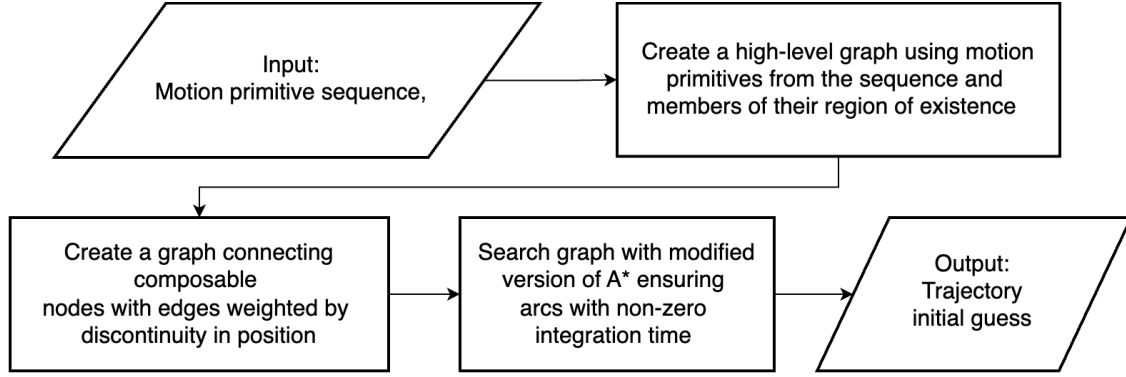 Input:
Motion primitive sequence,
Create a high-level graph using motion
primitives from the sequence and
members of their region of existence
Create a graph connecting
composable
nodes with edges weighted by
discontinuity in position
Search graph with modified
version of A* ensuring
arcs with non-zero
integration time
Output:
Trajectory
initial guess